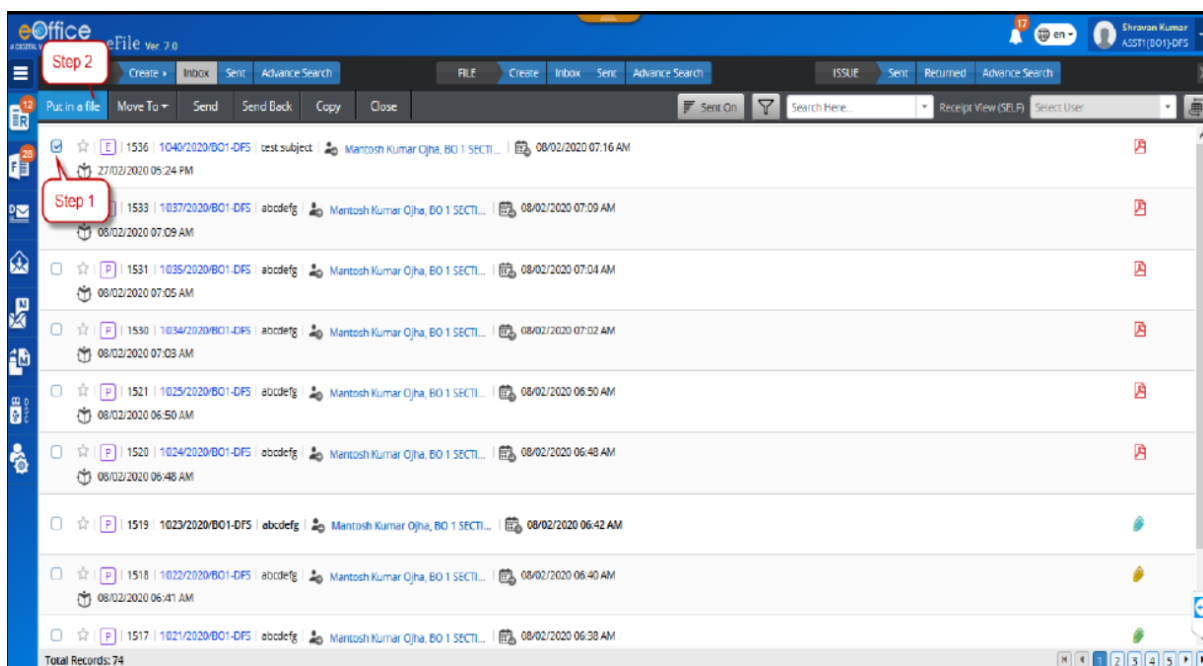 eOffice
eFile Ver. 7.0
17
en
Shravan Kumar
ASST1(BO1)-DFS
Step 2
Create
Inbox
Sent
Advance Search
FILE
Create
Inbox
Sent
Advance Search
ISSUE
Sent
Returned
Advance Search
Put in a file
Move To
Send
Send Back
Copy
Close
Sent On
Search Here...
Receipt View (SELF)
Select User
12
R
28
F
E | 1536 | 1040/2020/BO1-DFS | test subject | Mantosh Kumar Ojha, BO 1 SECTI... | 08/02/2020 07:16 AM
27/02/2020 05:24 PM
Step 1
1533 | 1037/2020/BO1-DFS | abcdefg | Mantosh Kumar Ojha, BO 1 SECTI... | 08/02/2020 07:09 AM
08/02/2020 07:09 AM
P | 1531 | 1035/2020/BO1-DFS | abcdefg | Mantosh Kumar Ojha, BO 1 SECTI... | 08/02/2020 07:04 AM
08/02/2020 07:05 AM
P | 1530 | 1034/2020/BO1-DFS | abcdefg | Mantosh Kumar Ojha, BO 1 SECTI... | 08/02/2020 07:02 AM
08/02/2020 07:03 AM
P | 1521 | 1025/2020/BO1-DFS | abcdefg | Mantosh Kumar Ojha, BO 1 SECTI... | 08/02/2020 06:50 AM
08/02/2020 06:50 AM
P | 1520 | 1024/2020/BO1-DFS | abcdefg | Mantosh Kumar Ojha, BO 1 SECTI... | 08/02/2020 06:48 AM
08/02/2020 06:48 AM
P | 1519 | 1023/2020/BO1-DFS | abcdefg | Mantosh Kumar Ojha, BO 1 SECTI... | 08/02/2020 06:42 AM
P | 1518 | 1022/2020/BO1-DFS | abcdefg | Mantosh Kumar Ojha, BO 1 SECTI... | 08/02/2020 06:40 AM
08/02/2020 06:41 AM
P | 1517 | 1021/2020/BO1-DFS | abcdefg | Mantosh Kumar Ojha, BO 1 SECTI... | 08/02/2020 06:38 AM
Total Records: 74
1 2 3 4 5